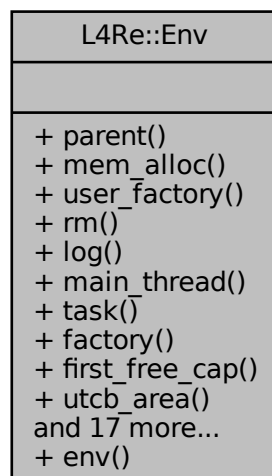 L4Re::Env
+ parent()
+ mem_alloc()
+ user_factory()
+ rm()
+ log()
+ main_thread()
+ task()
+ factory()
+ first_free_cap()
+ utcb_area()
and 17 more...
+ env()